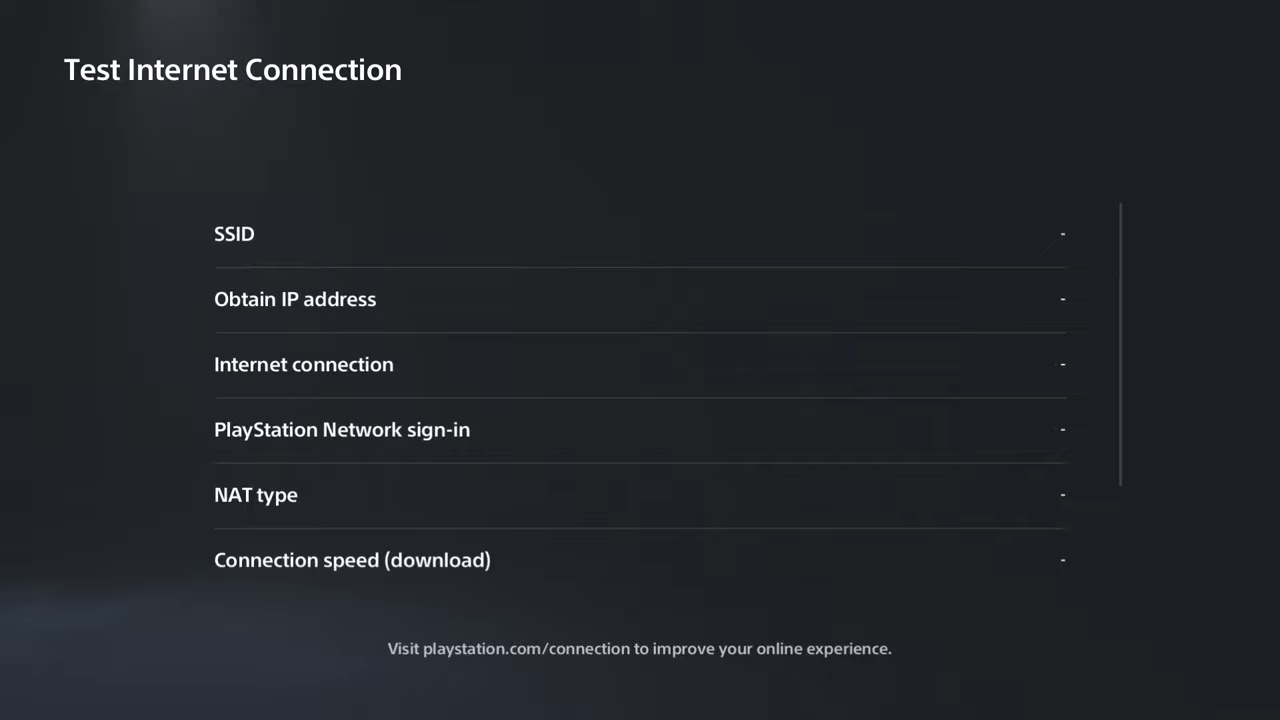 Test Internet Connection
SSID -
Obtain IP address -
Internet connection -
PlayStation Network sign-in -
NAT type -
Connection speed (download) -
Visit playstation.com/connection to improve your online experience.